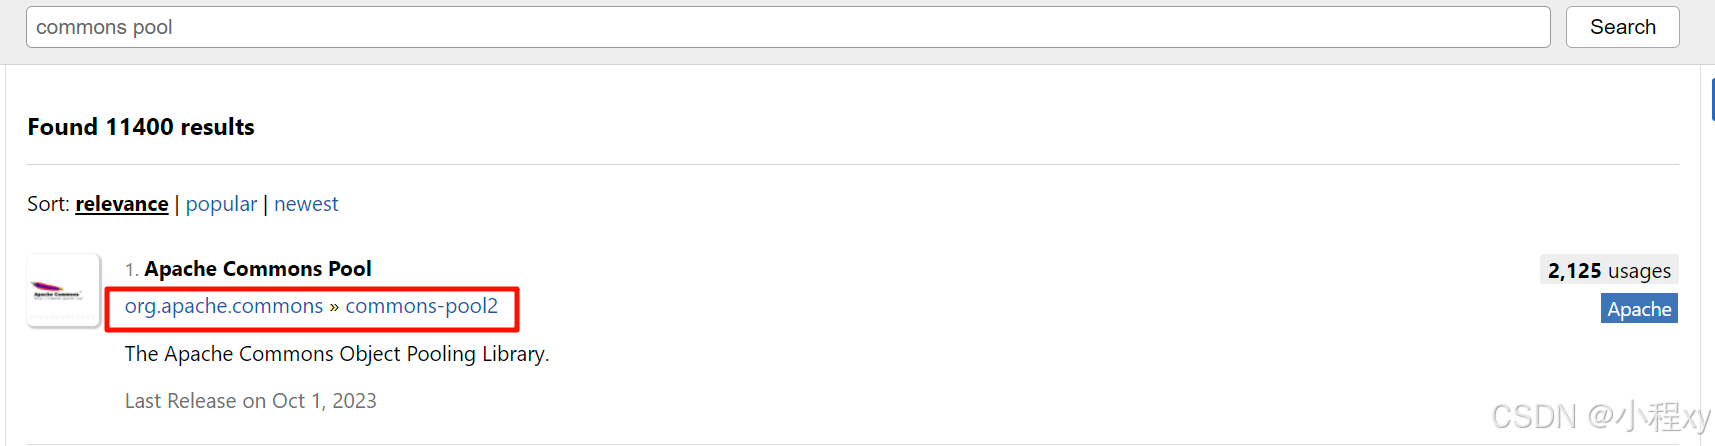 commons pool
Search
Found 11400 results
Sort: relevance | popular | newest
1. Apache Commons Pool
2,125 usages
org.apache.commons » commons-pool2
Apache
The Apache Commons Object Pooling Library.
Last Release on Oct 1, 2023
CSDN @小程xy